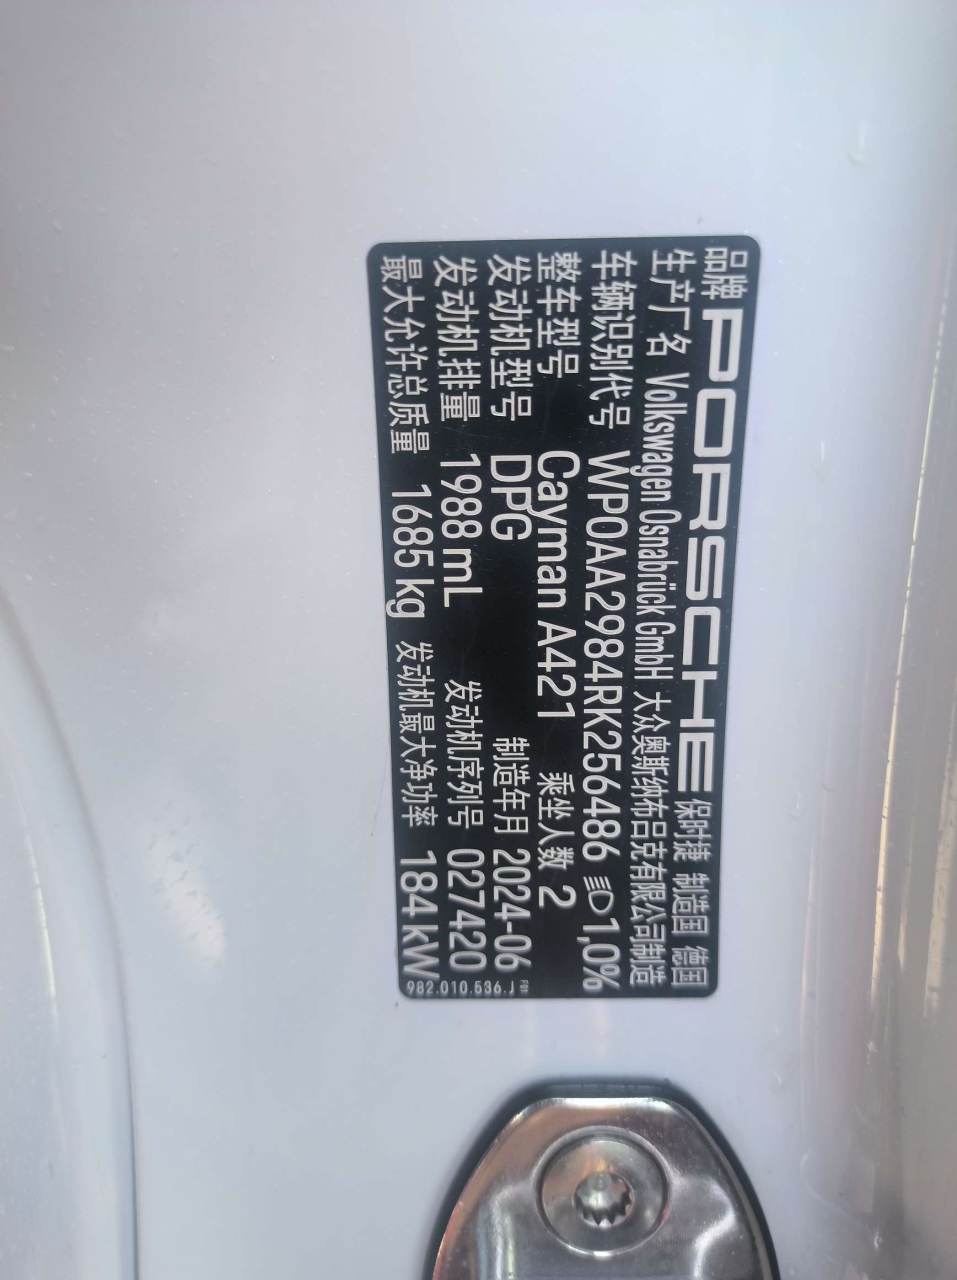 品牌 PORSCHE 保时捷 制造国 德国
生产厂名 Volkswagen Osnabrück GmbH 大众奥斯纳布吕克有限公司制造
车辆识别代号 WP0AA2984RK256486 1,0%
整车型号 Cayman A421 乘坐人数 2
发动机型号 DPG 制造年月 2024-06
发动机排量 1988 mL 发动机序列号 027420
最大允许总质量 1685 kg 发动机最大净功率 184 kW
982.010.536.J